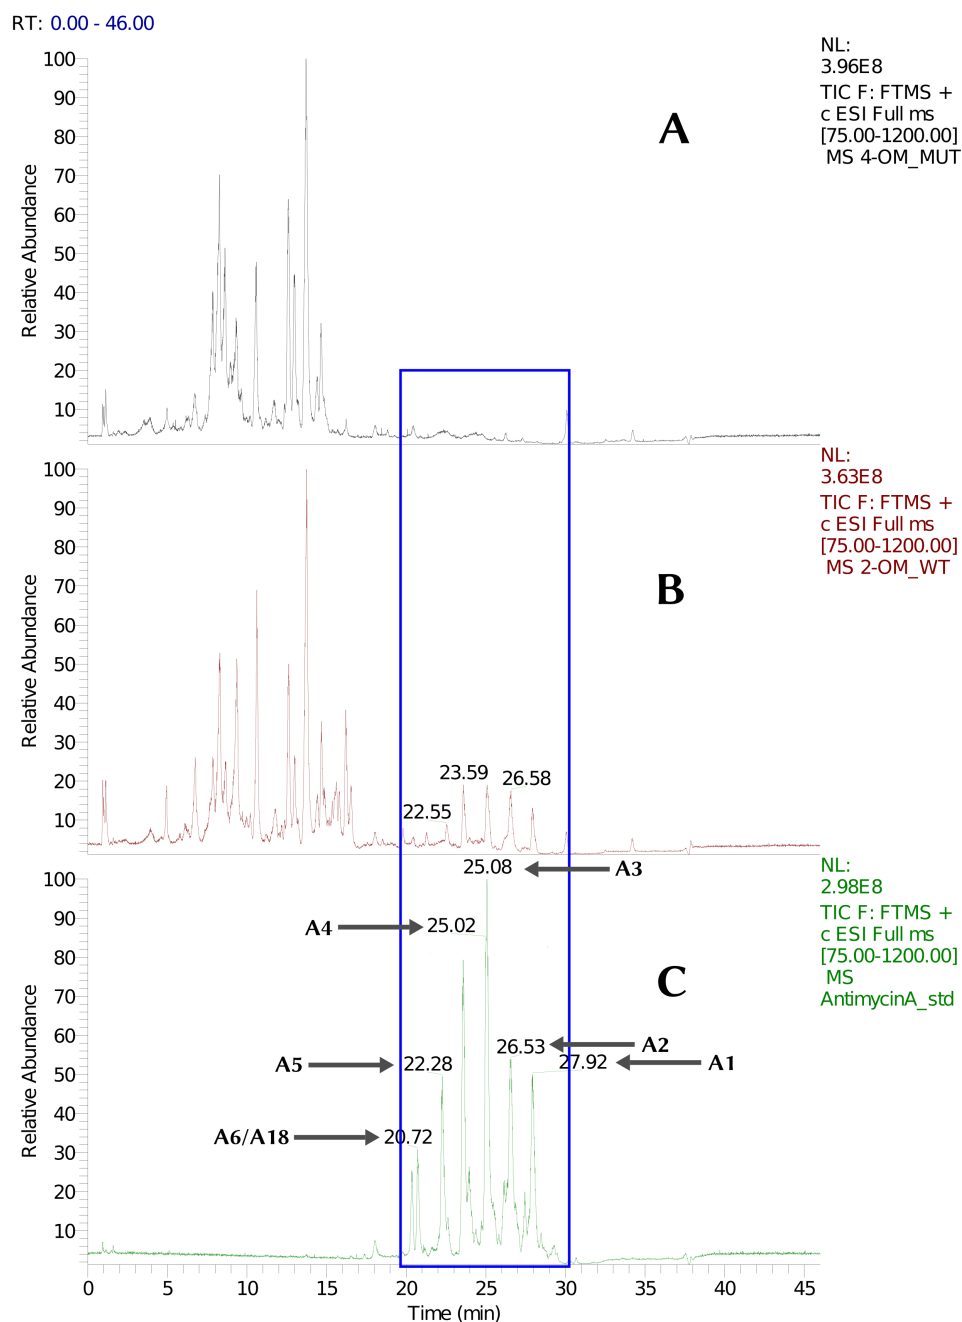 RT: 0.00 - 46.00
NL:
3.96E8
TIC F: FTMS +
c ESI Full ms
[75.00-1200.00]
MS 4-OM_MUT
A
100
90
80
70
60
50
40
30
20
10
Relative Abundance
NL:
3.63E8
TIC F: FTMS +
c ESI Full ms
[75.00-1200.00]
MS 2-OM_WT
B
100
90
80
70
60
50
40
30
20
10
Relative Abundance
22.55
23.59
26.58
NL:
2.98E8
TIC F: FTMS +
c ESI Full ms
[75.00-1200.00]
MS
AntimycinA_std
C
100
90
80
70
60
50
40
30
20
10
Relative Abundance
25.08 A3
A4 25.02
26.53 A2
A5 22.28
27.92 A1
A6/A18 20.72
0 5 10 15 20 25 30 35 40 45
Time (min)